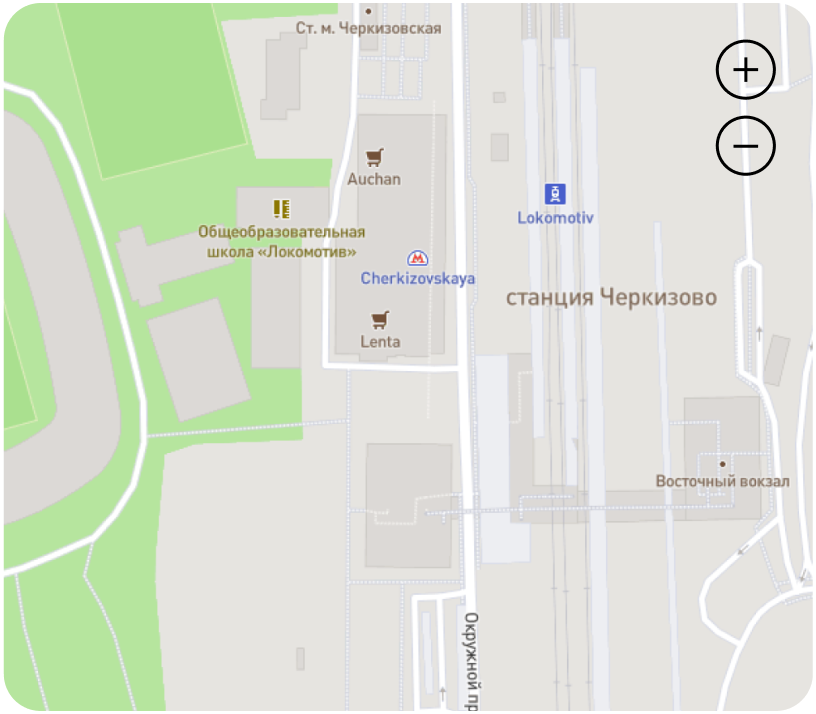 Ст. м. Черкизовская
Auchan
Lokomotiv
Общеобразовательная
школа «Локомотив»
Cherkizovskaya
станция Черкизово
Lenta
Восточный вокзал
Окружной пр